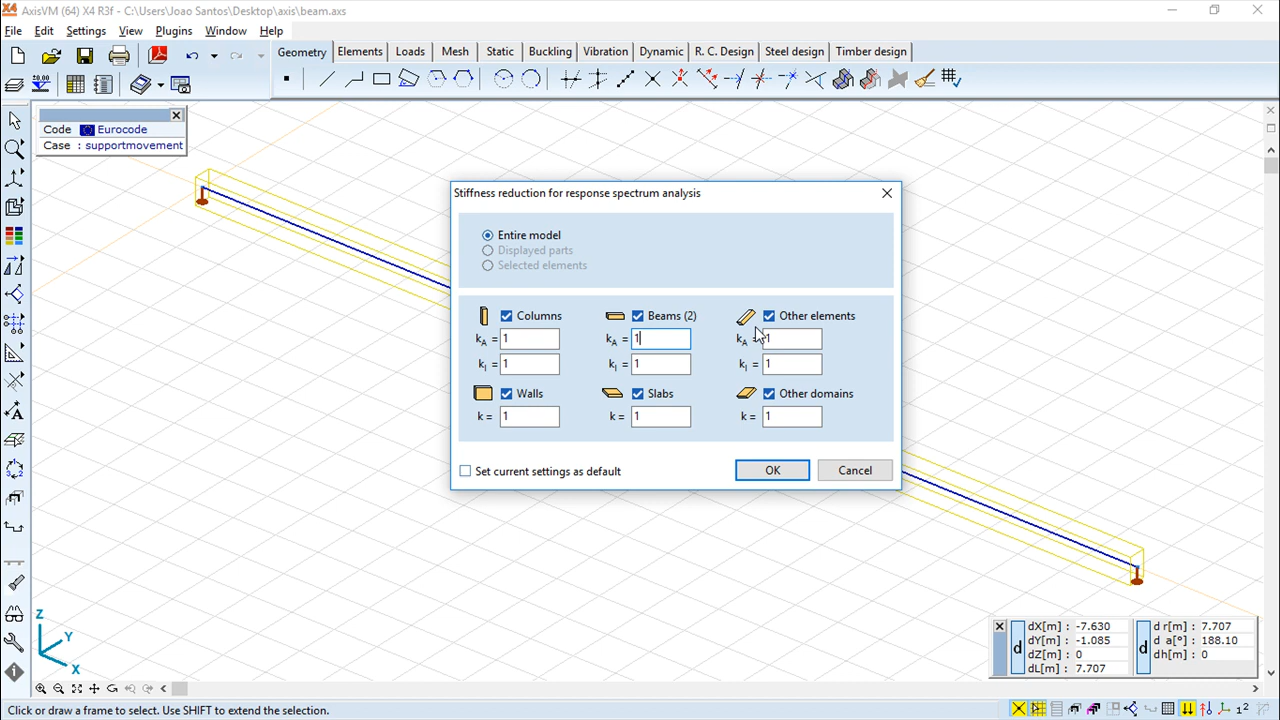 AxisVM (64) X4 R3f - C:\Users\Joao Santos\Desktop\axis\beam.axs
File Edit Settings View Plugins Window Help
Geometry Elements Loads Mesh Static Buckling Vibration Dynamic R. C. Design Steel design Timber design
Code Eurocode
Case : supportmovement
Stiffness reduction for response spectrum analysis
Entire model
Displayed parts
Selected elements
Columns Beams (2) Other elements
kA = 1 kA = 1 kA = 1
kI = 1 kI = 1 kI = 1
Walls Slabs Other domains
k = 1 k = 1 k = 1
Set current settings as default OK Cancel
Z
Y
X
d
dX[m] : -7.630
dY[m] : -1.085
dZ[m] : 0
dL[m] : 7.707
d
d r[m] : 7.707
d a[°] : 188.10
dh[m] : 0
Click or draw a frame to select. Use SHIFT to extend the selection.